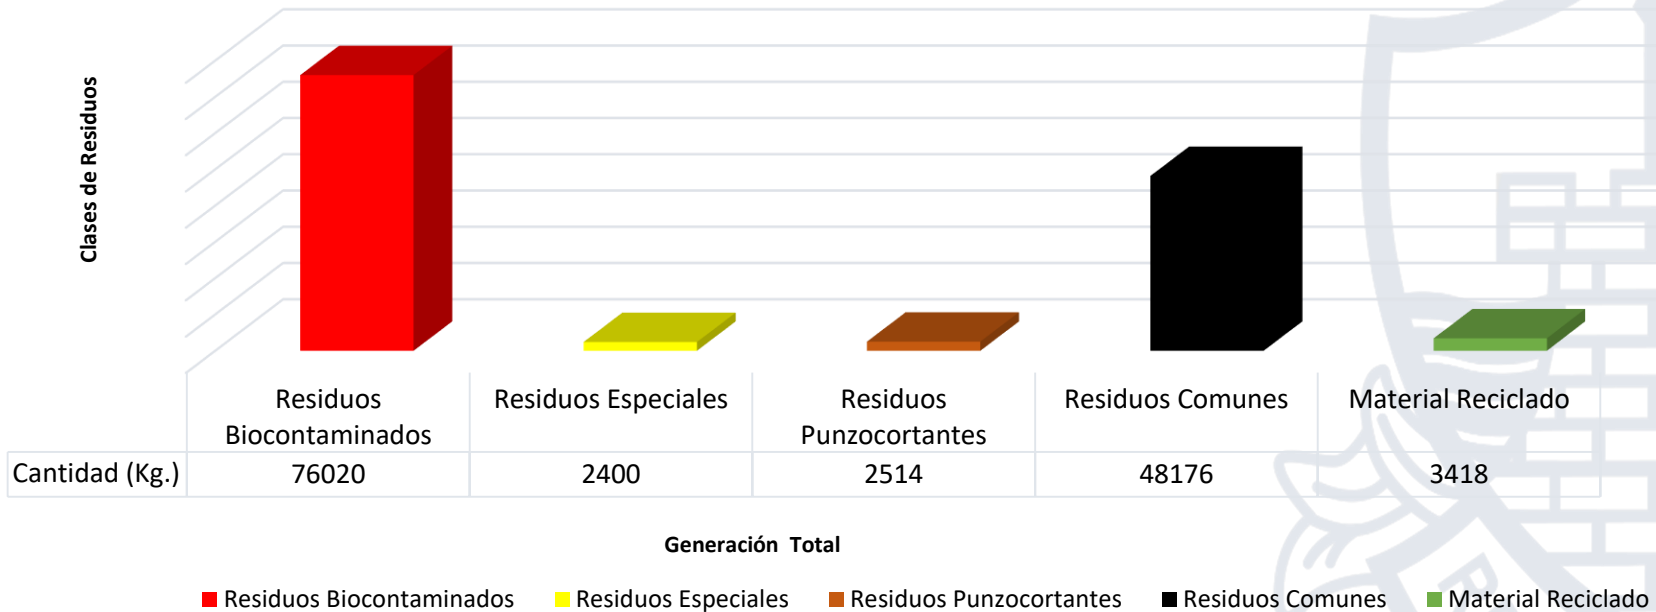 Clases de Residuos
Residuos
Biocontaminados
Residuos Especiales
Residuos
Punzocortantes
Residuos Comunes
Material Reciclado
Cantidad (Kg.) 76020 2400 2514 48176 3418
Generación Total
Residuos Biocontaminados Residuos Especiales Residuos Punzocortantes Residuos Comunes Material Reciclado